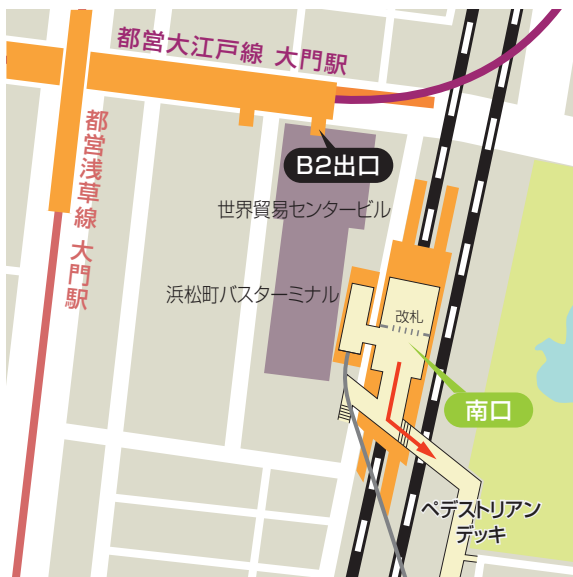 都営大江戸線 大門駅
都営浅草線 大門駅
B2出口
世界貿易センタービル
浜松町バスターミナル
改札
南口
ペデストリアン
デッキ